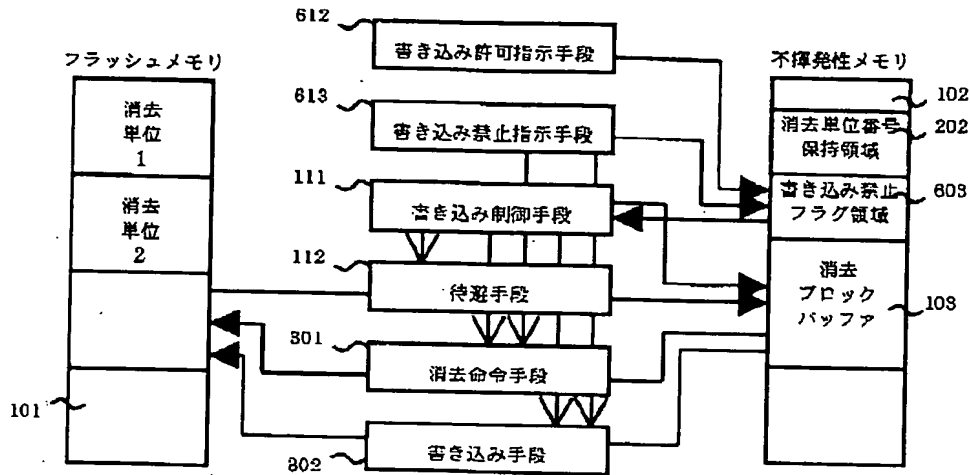 612
書き込み許可指示手段
フラッシュメモリ
不揮発性メモリ
613
102
消去
単位
1
書き込み禁止指示手段
消去単位番号
保持領域
202
111
書き込み制御手段
書き込み禁止
フラグ領域
603
消去
単位
2
112
待避手段
消去
ブロック
バッファ
103
301
消去命令手段
101
書き込み手段
302